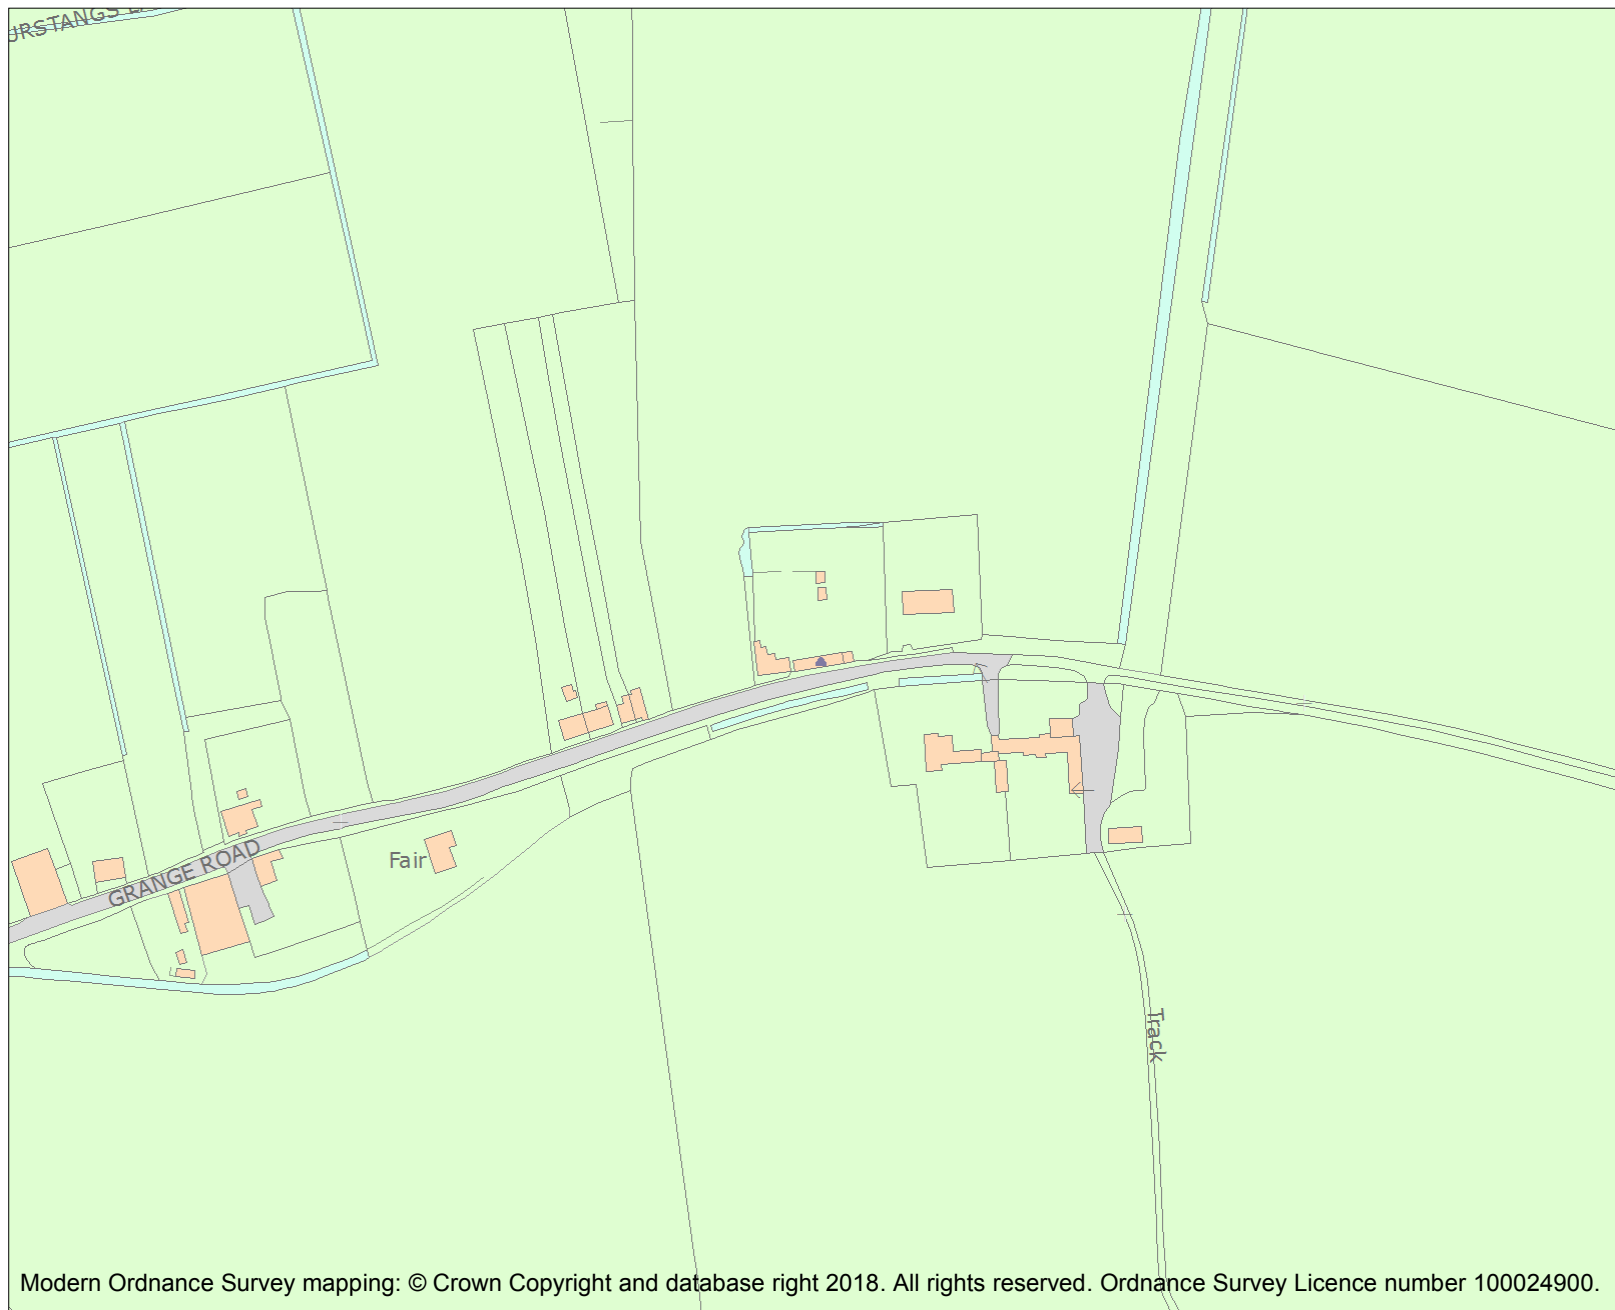 GRANGE ROAD
Fair
Track
Modern Ordnance Survey mapping: © Crown Copyright and database right 2018. All rights reserved. Ordnance Survey Licence number 100024900.